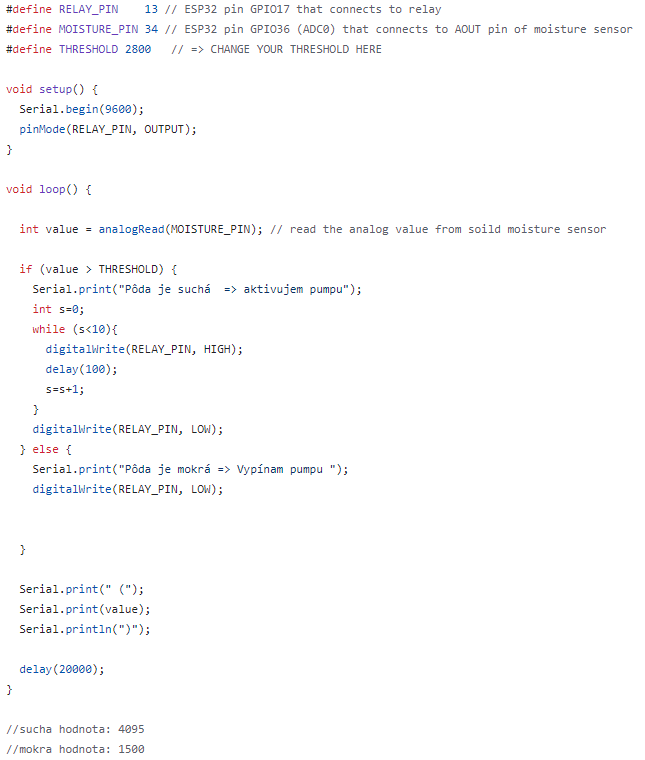 #define RELAY_PIN    13 // ESP32 pin GPIO17 that connects to relay
#define MOISTURE_PIN 34 // ESP32 pin GPIO36 (ADC0) that connects to AOUT pin of moisture sensor
#define THRESHOLD 2800   // => CHANGE YOUR THRESHOLD HERE

void setup() {
  Serial.begin(9600);
  pinMode(RELAY_PIN, OUTPUT);
}

void loop() {

  int value = analogRead(MOISTURE_PIN); // read the analog value from soild moisture sensor

  if (value > THRESHOLD) {
    Serial.print("Pôda je suchá  => aktivujem pumpu");
    int s=0;
    while (s<10){
      digitalWrite(RELAY_PIN, HIGH);
      delay(100);
      s=s+1;
    }
    digitalWrite(RELAY_PIN, LOW);
  } else {
    Serial.print("Pôda je mokrá => Vypínam pumpu ");
    digitalWrite(RELAY_PIN, LOW);


  }

  Serial.print(" (");
  Serial.print(value);
  Serial.println(")");

  delay(20000);
}

//sucha hodnota: 4095
//mokra hodnota: 1500